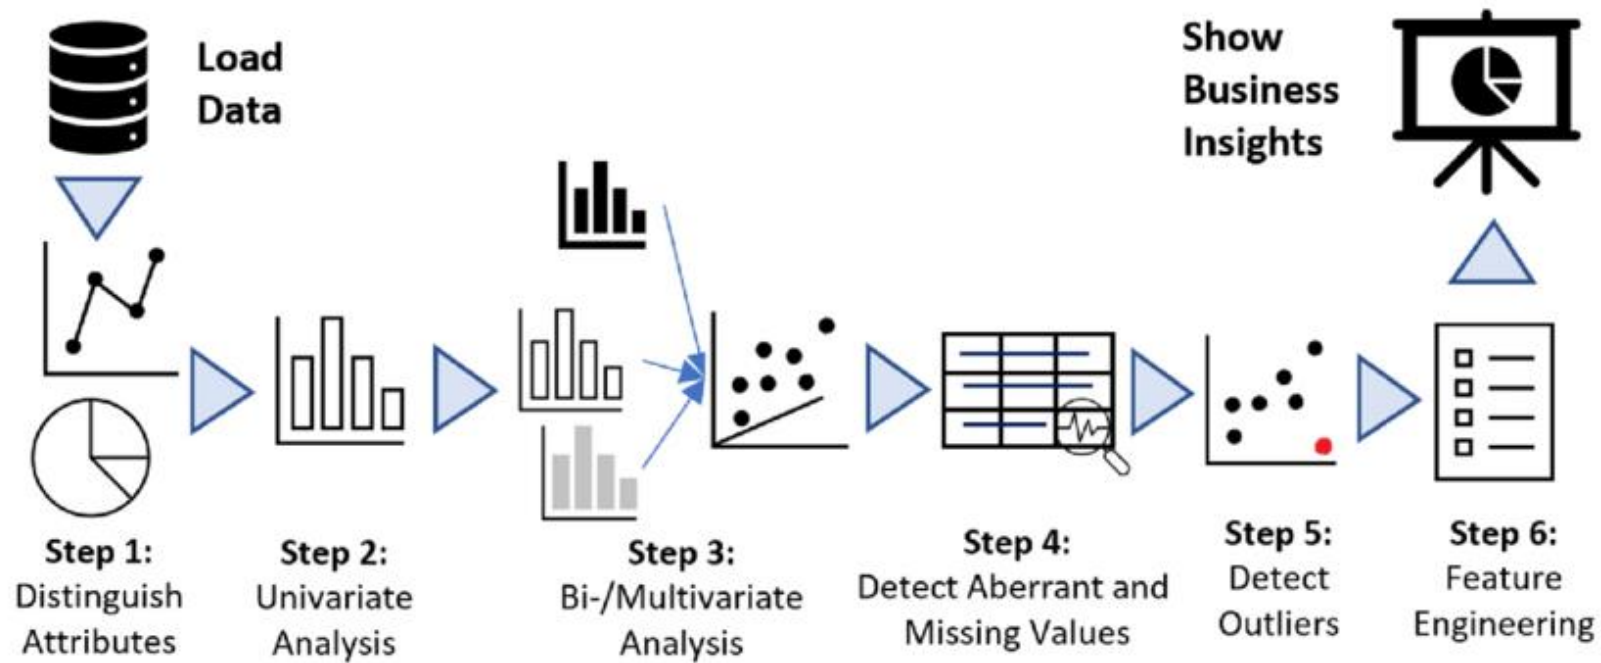 Load
Data
Show
Business
Insights
Step 1:
Distinguish
Attributes
Step 2:
Univariate
Analysis
Step 3:
Bi-/Multivariate
Analysis
Step 4:
Detect Aberrant and
Missing Values
Step 5:
Detect
Outliers
Step 6:
Feature
Engineering